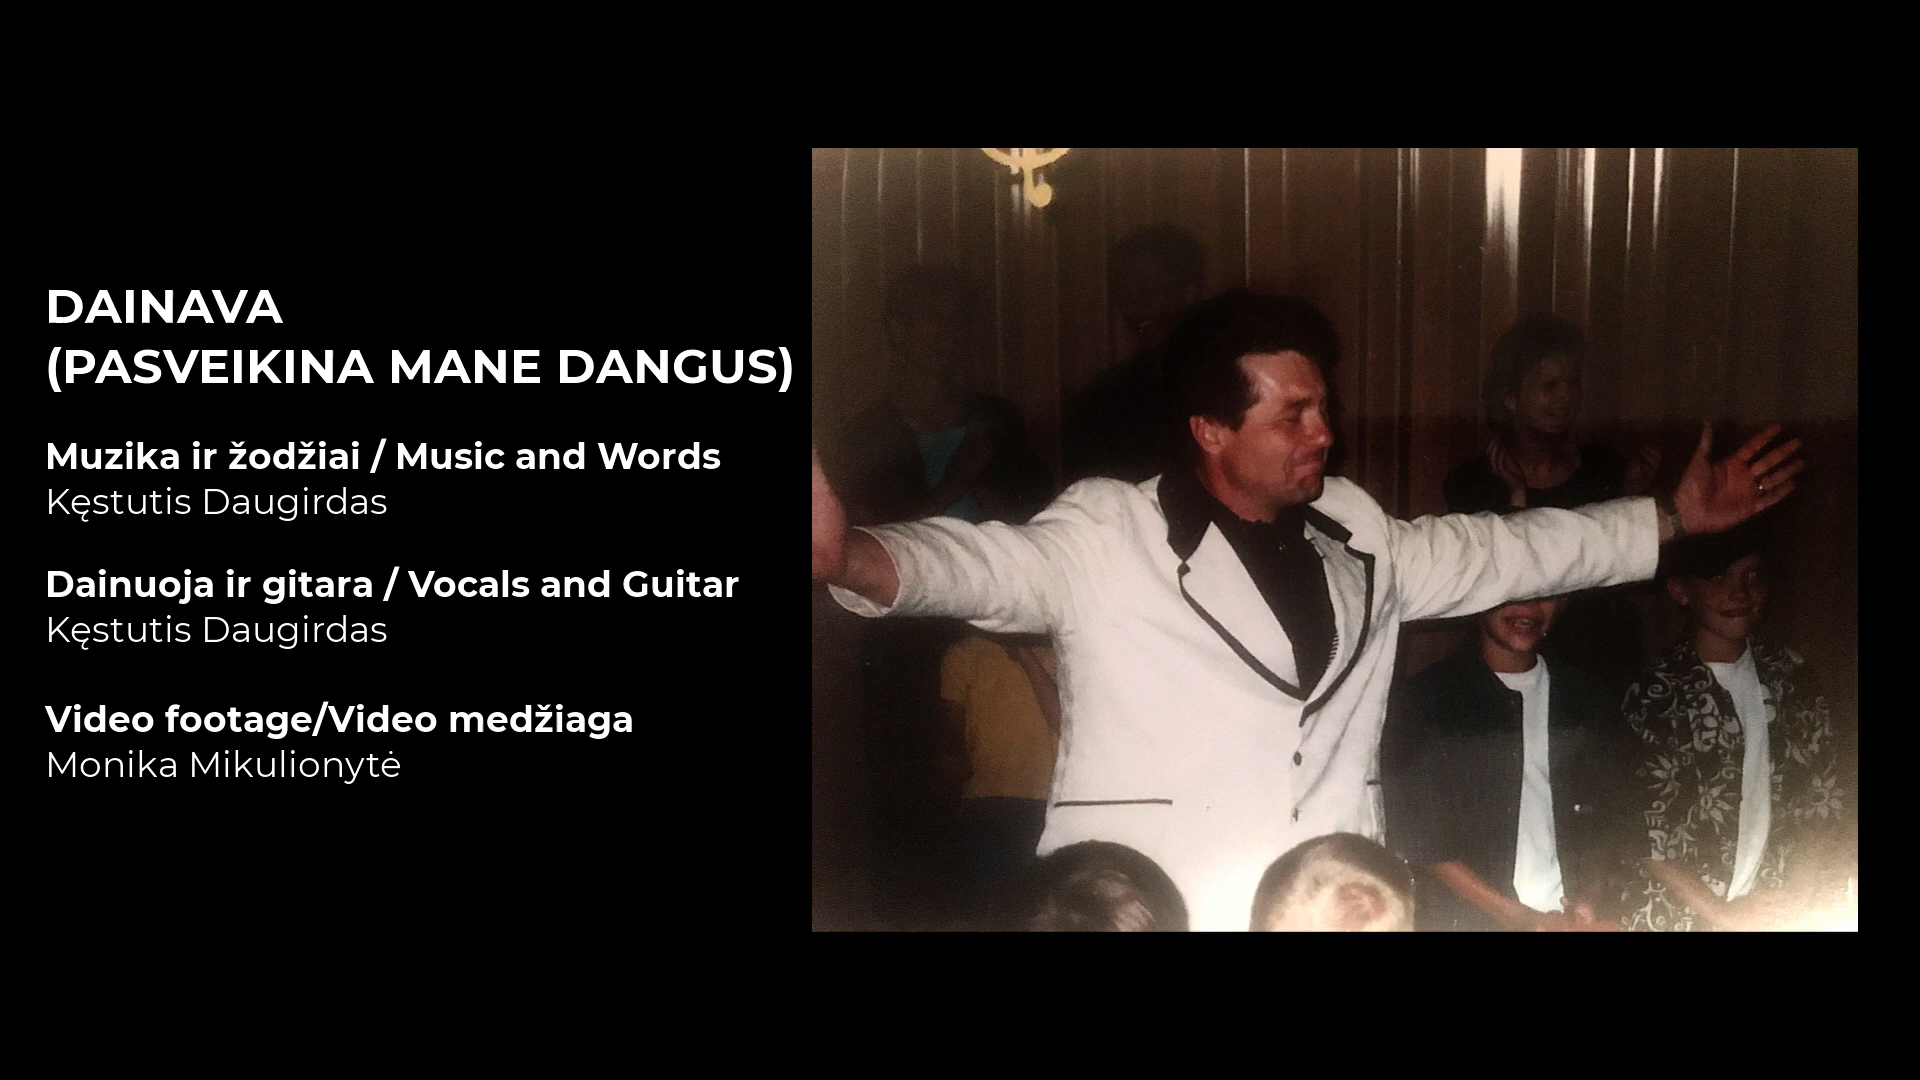 DAINAVA
(PASVEIKINA MANE DANGUS)
Muzika ir žodžiai / Music and Words
Kęstutis Daugirdas
Dainuoja ir gitara / Vocals and Guitar
Kęstutis Daugirdas
Video footage/Video medžiaga
Monika Mikulionytė